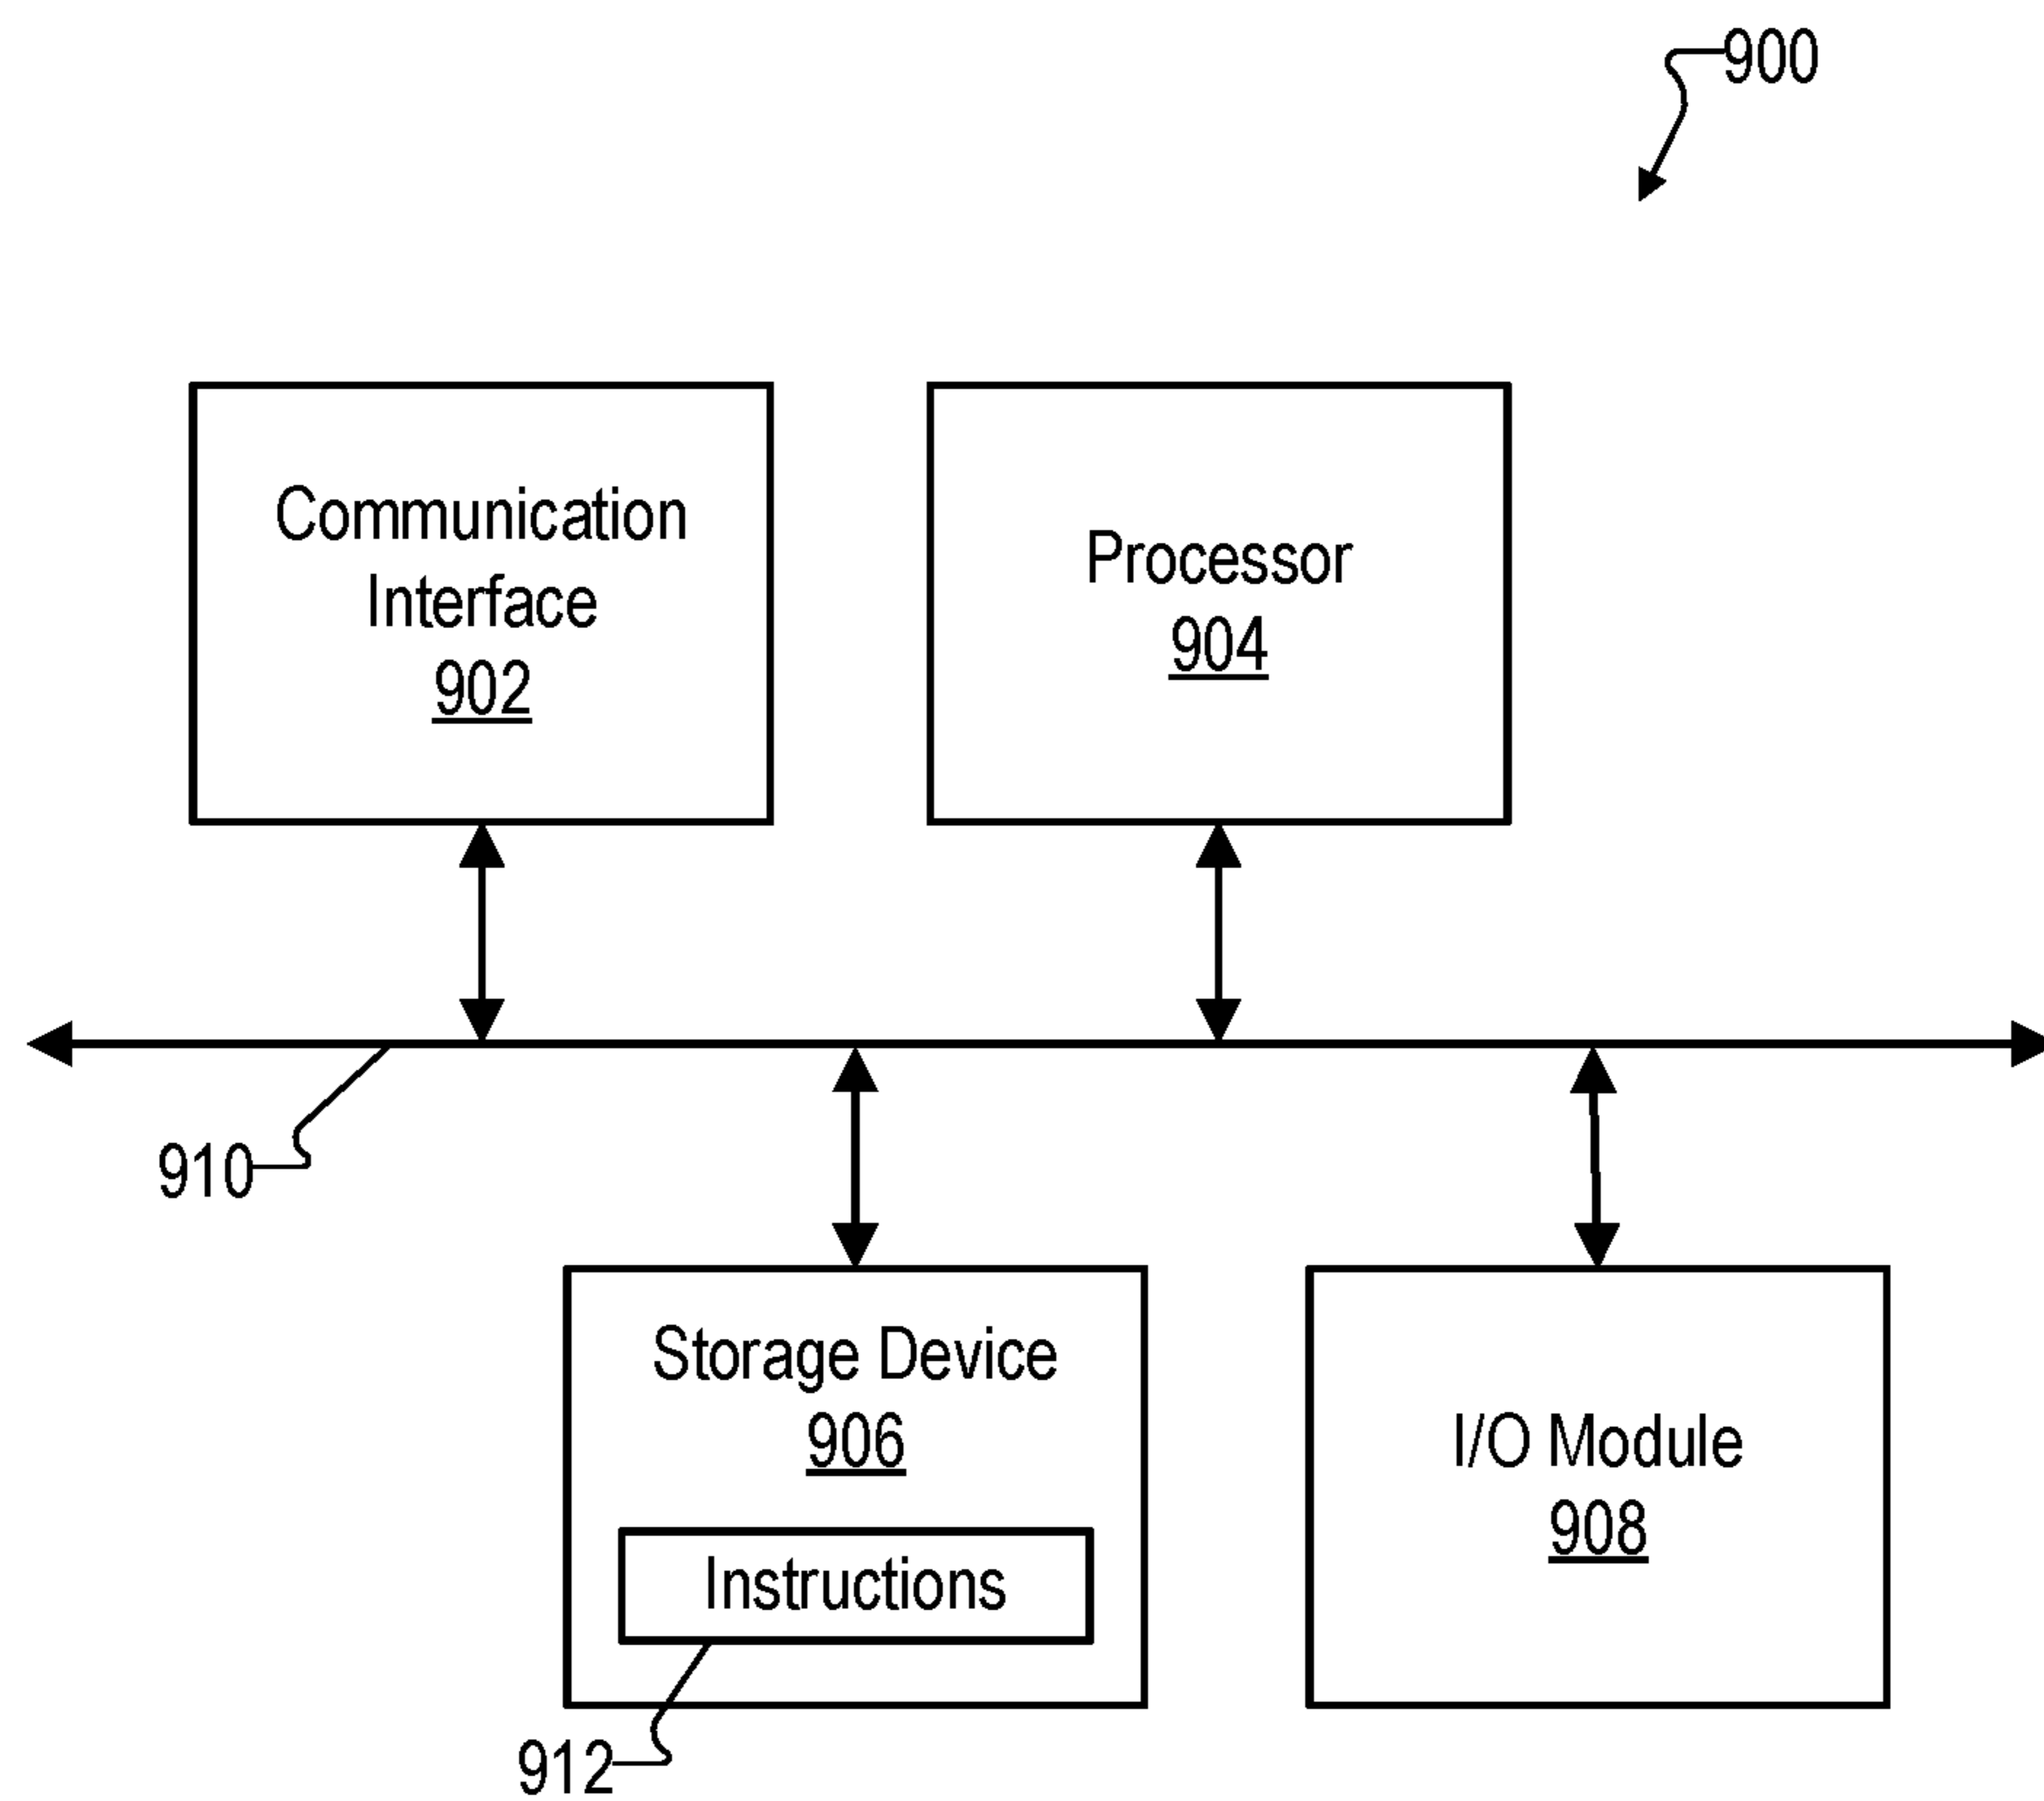 900
Communication
Interface
902
Processor
904
910
Storage Device
906
Instructions
912
I/O Module
908